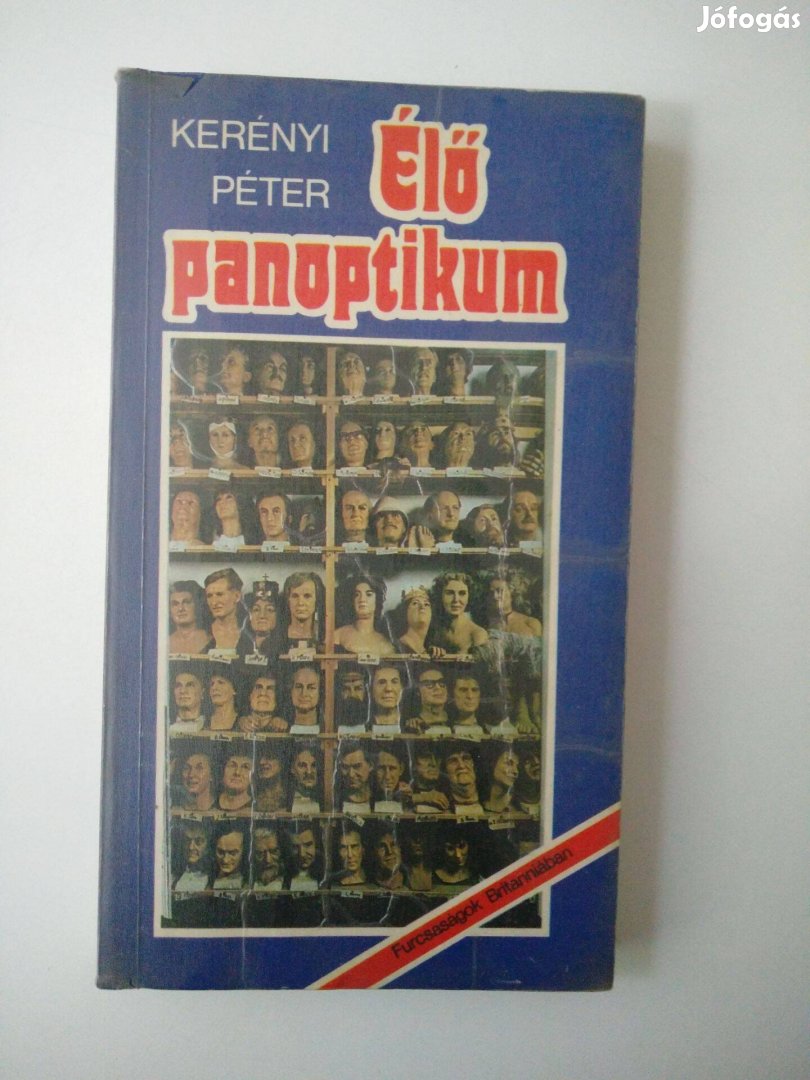 Jófogás
KERÉNYI
PÉTER
Élő
panoptikum
Furcsaságok Britanniában